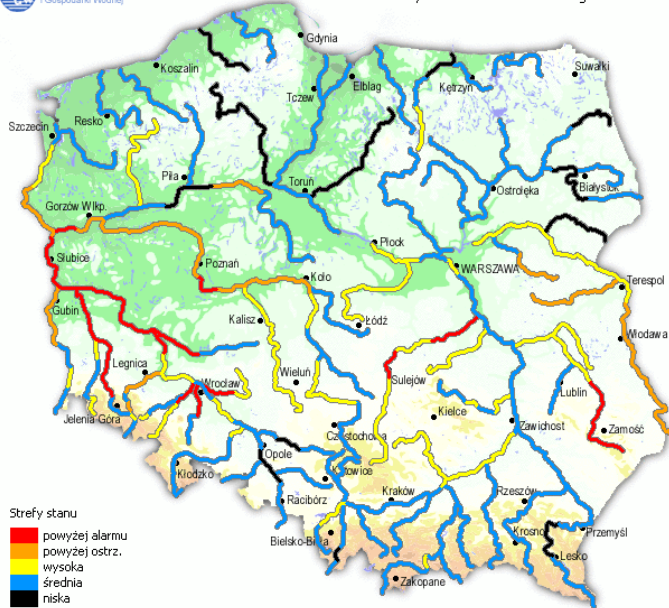 i Gospodarki Wodnej
Gdynia
Koszalin
Suwałki
Elbląg
Kętrzyn
Tczew
Resko
Szczecin
Piła
Toruń
Białystok
Ostrołęka
Gorzów Wlkp.
Płock
Słubice
Poznań
WARSZAWA
Koło
Terespol
Gubin
Kalisz
Łódź
Włodawa
Legnica
Wieluń
Sulejów
Lublin
Wrocław
Kielce
Jelenia Góra
Zawichost
Zamość
Częstochowa
Opole
Kłodzko
Katowice
Racibórz
Kraków
Rzeszów
Strefy stanu
powyżej alarmu
Bielsko-Biała
Krosno
Przemyśl
powyżej ostrz.
Lesko
wysoka
średnia
Zakopane
niska